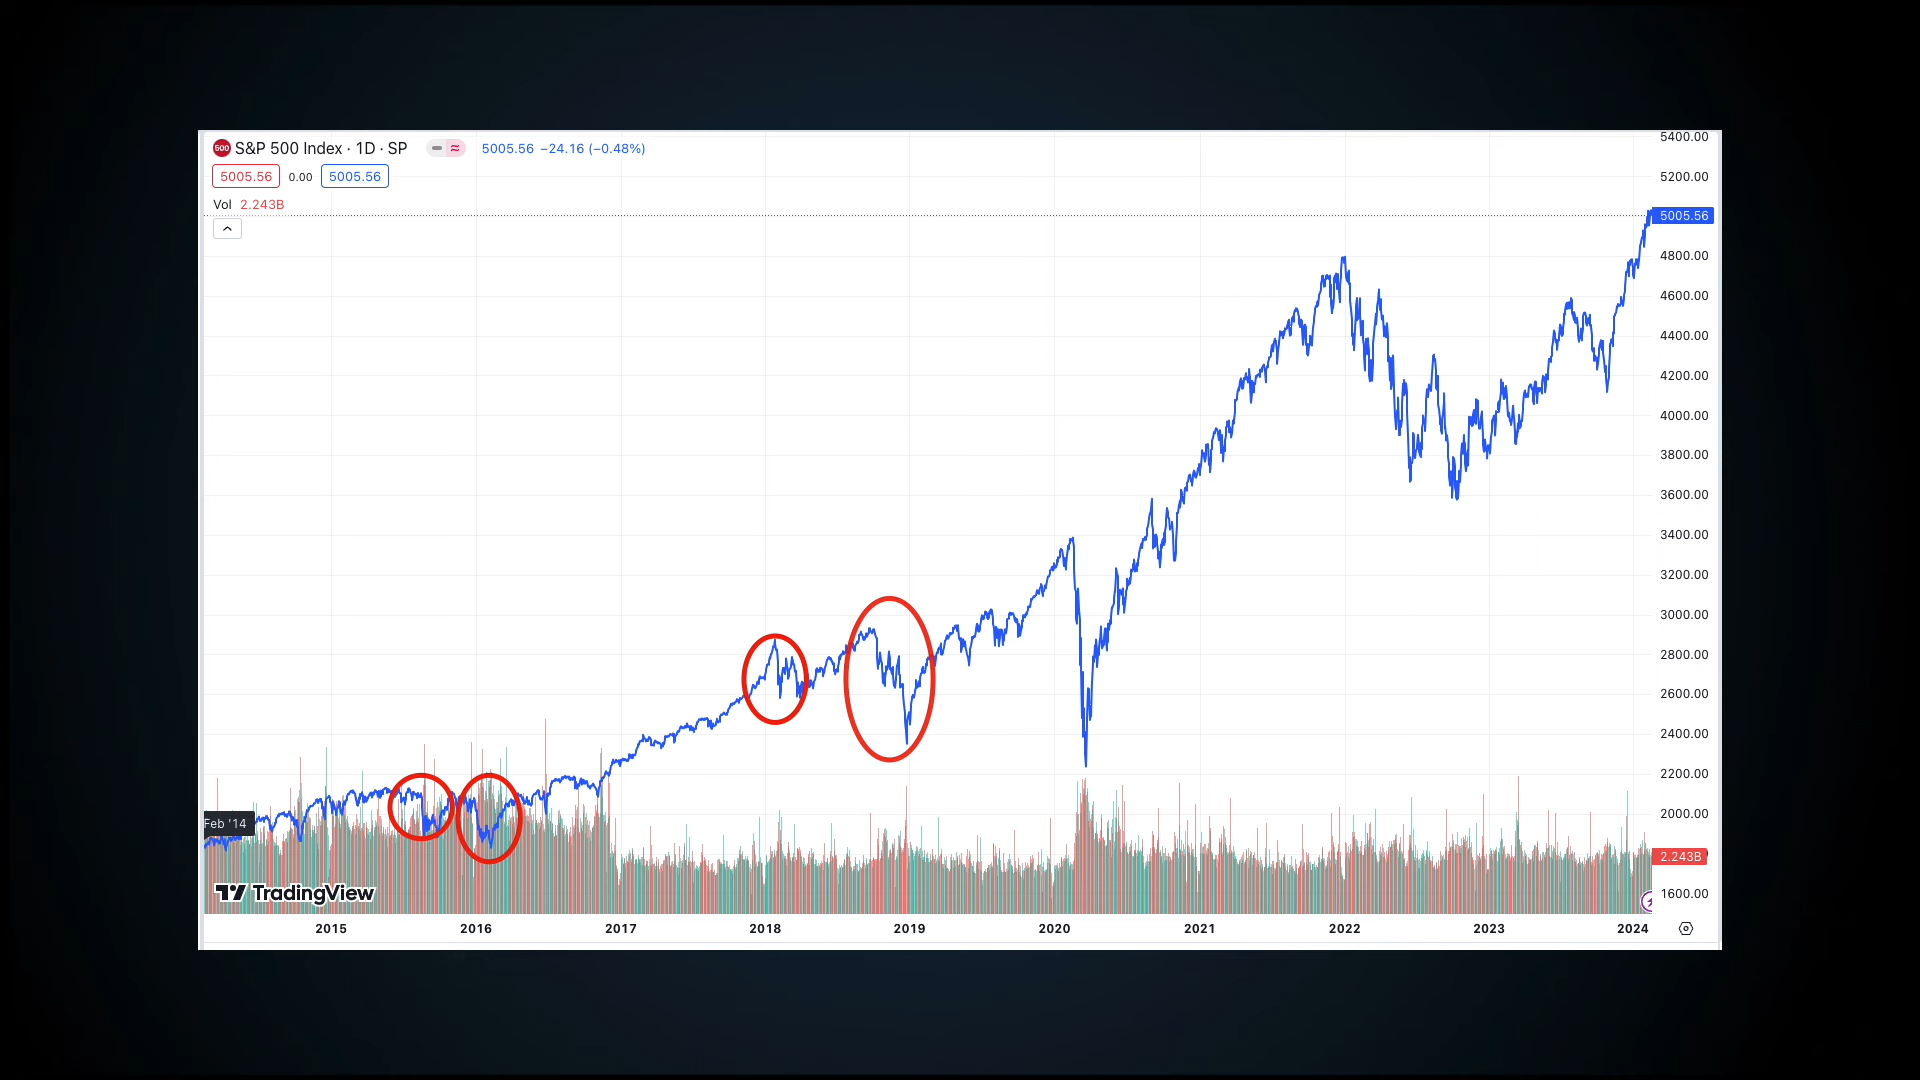 500 S&P 500 Index · 1D · SP 5005.56 −24.16 (−0.48%)
5005.56 0.00 5005.56
Vol 2.243B
5400.00
5200.00
5005.56
4800.00
4600.00
4400.00
4200.00
4000.00
3800.00
3600.00
3400.00
3200.00
3000.00
2800.00
2600.00
2400.00
2200.00
2000.00
2.243B
1600.00
Feb '14
TradingView
2015 2016 2017 2018 2019 2020 2021 2022 2023 2024